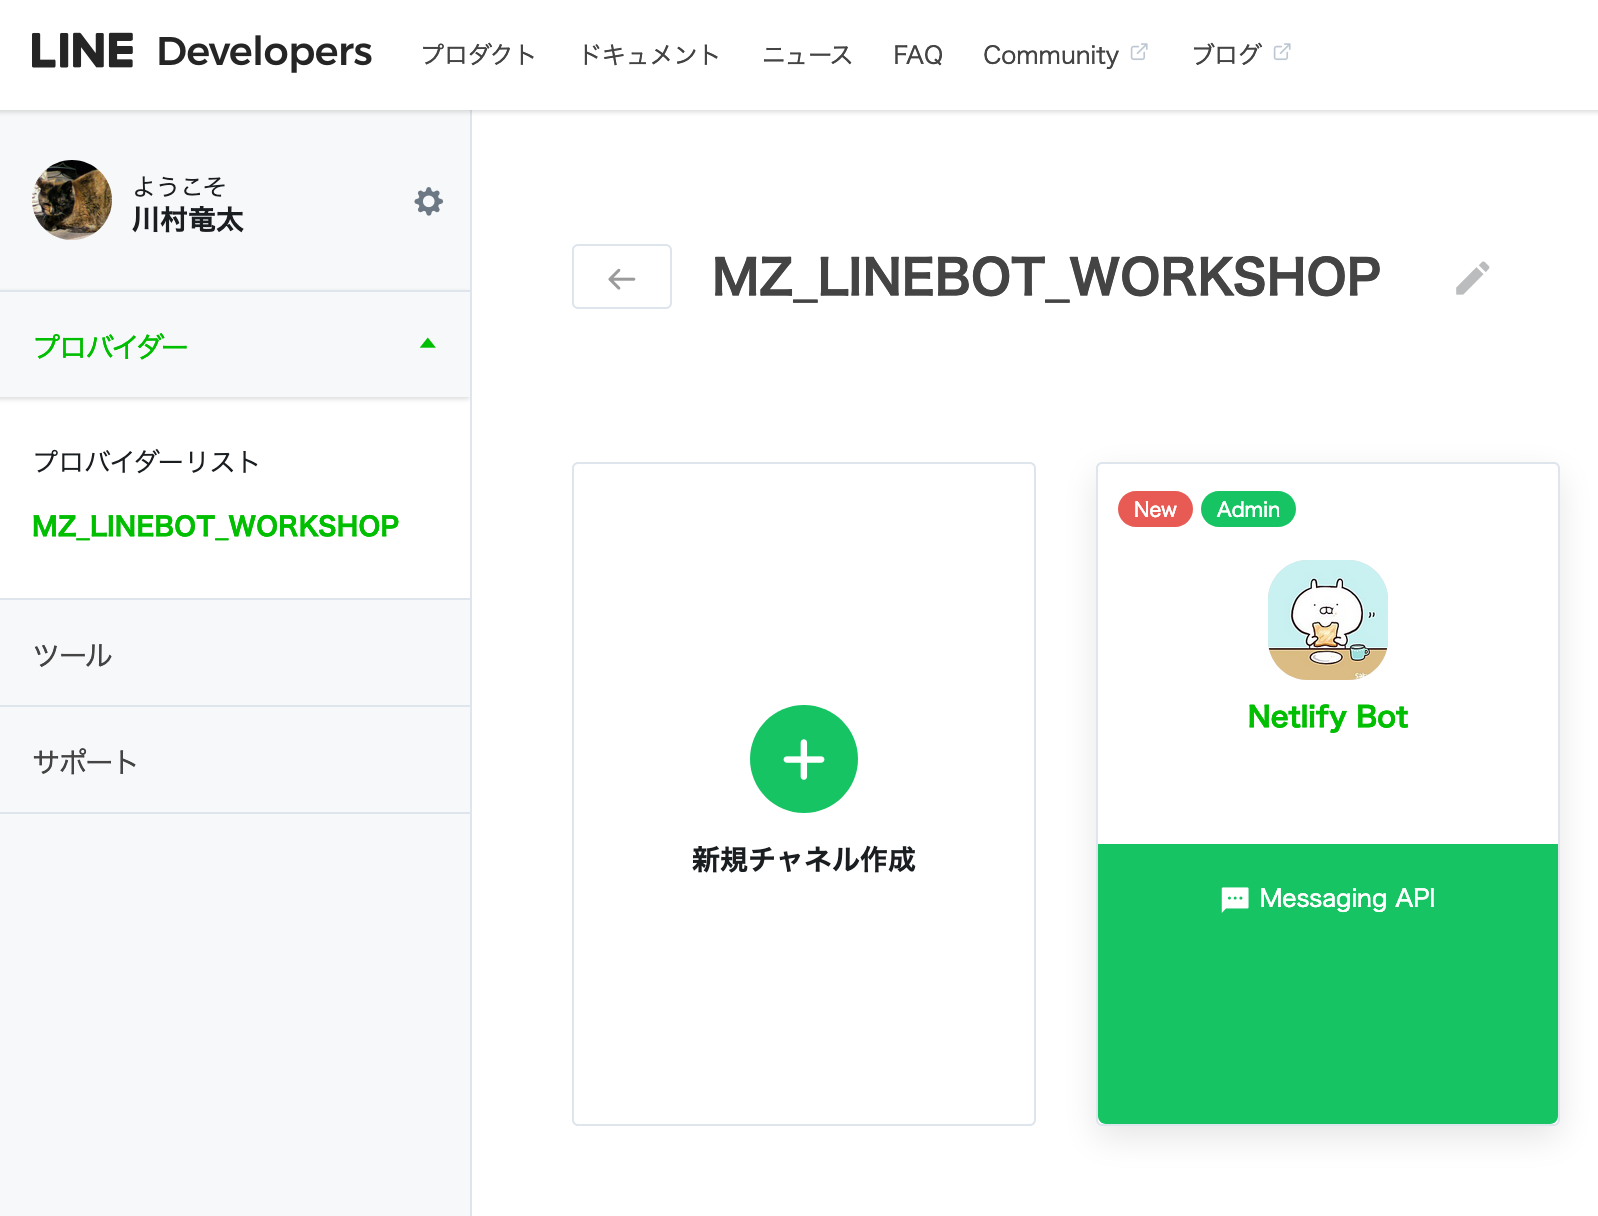 LINE Developers プロダクト ドキュメント ニュース FAQ Community ブログ
ようこそ
川村竜太
プロバイダー
プロバイダーリスト
MZ_LINEBOT_WORKSHOP
ツール
サポート
MZ_LINEBOT_WORKSHOP
新規チャネル作成
New Admin
Netlify Bot
Messaging API